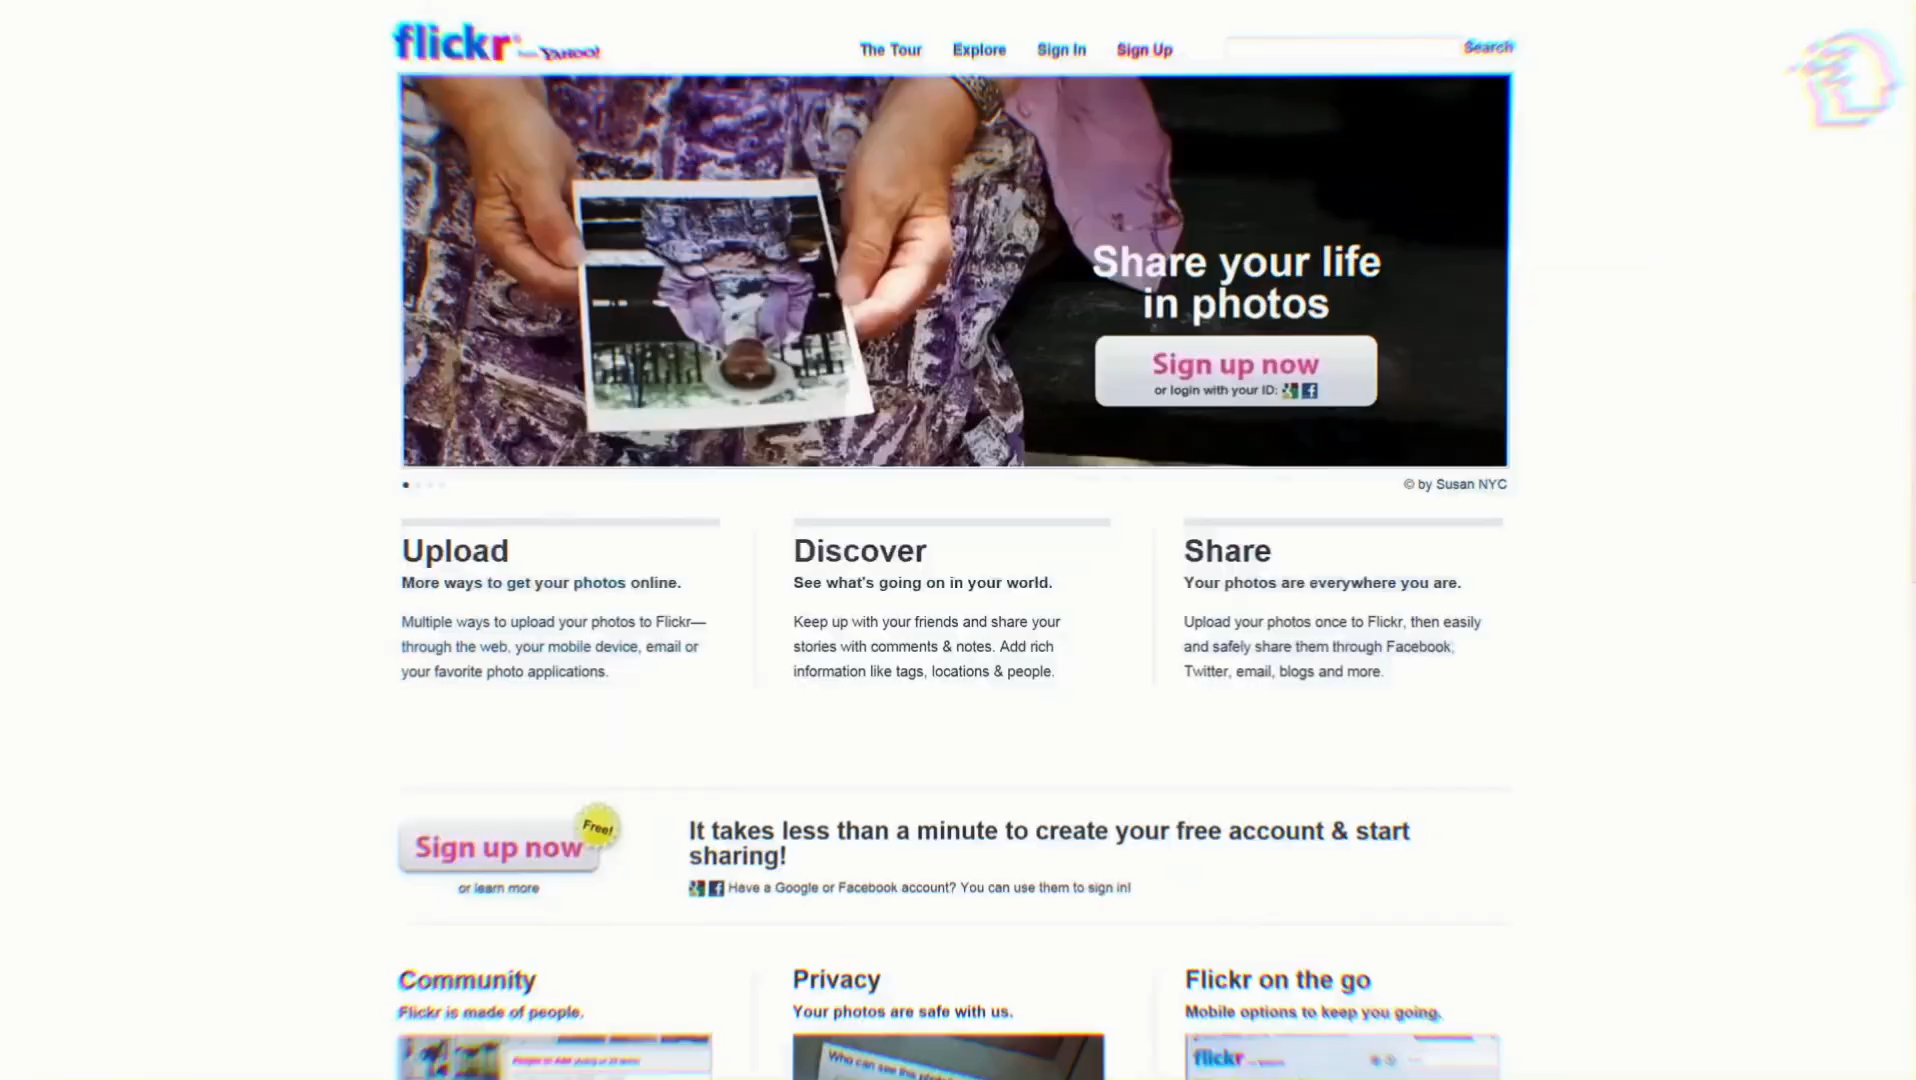 flickr from YAHOO!
The Tour Explore Sign In Sign Up Search
Share your life
in photos
Sign up now
or login with your ID:
© by Susan NYC
Upload
More ways to get your photos online.
Multiple ways to upload your photos to Flickr—
through the web, your mobile device, email or
your favorite photo applications.
Discover
See what's going on in your world.
Keep up with your friends and share your
stories with comments & notes. Add rich
information like tags, locations & people.
Share
Your photos are everywhere you are.
Upload your photos once to Flickr, then easily
and safely share them through Facebook,
Twitter, email, blogs and more.
Sign up now
Free!
or learn more
It takes less than a minute to create your free account & start
sharing!
Have a Google or Facebook account? You can use them to sign in!
Community
Flickr is made of people.
Privacy
Your photos are safe with us.
Who can see this photo?
Flickr on the go
Mobile options to keep you going.
flickr